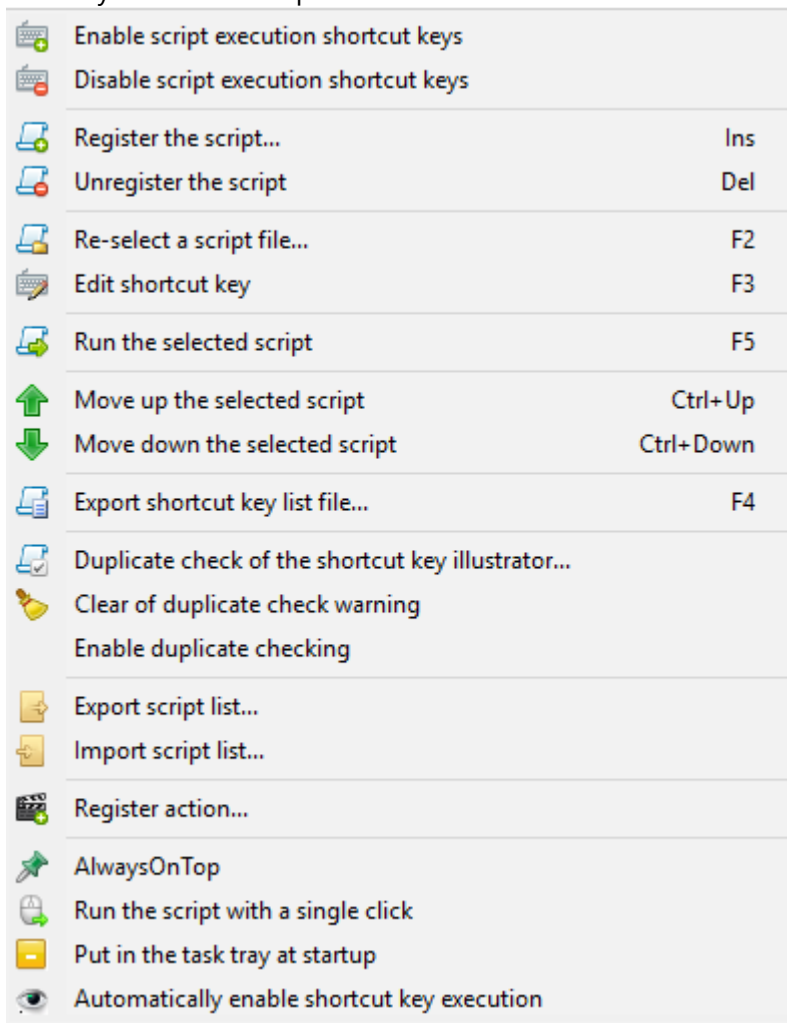 Enable script execution shortcut keys
Disable script execution shortcut keys
Register the script... Ins
Unregister the script Del
Re-select a script file... F2
Edit shortcut key F3
Run the selected script F5
Move up the selected script Ctrl+Up
Move down the selected script Ctrl+Down
Export shortcut key list file... F4
Duplicate check of the shortcut key illustrator...
Clear of duplicate check warning
Enable duplicate checking
Export script list...
Import script list...
Register action...
AlwaysOnTop
Run the script with a single click
Put in the task tray at startup
Automatically enable shortcut key execution